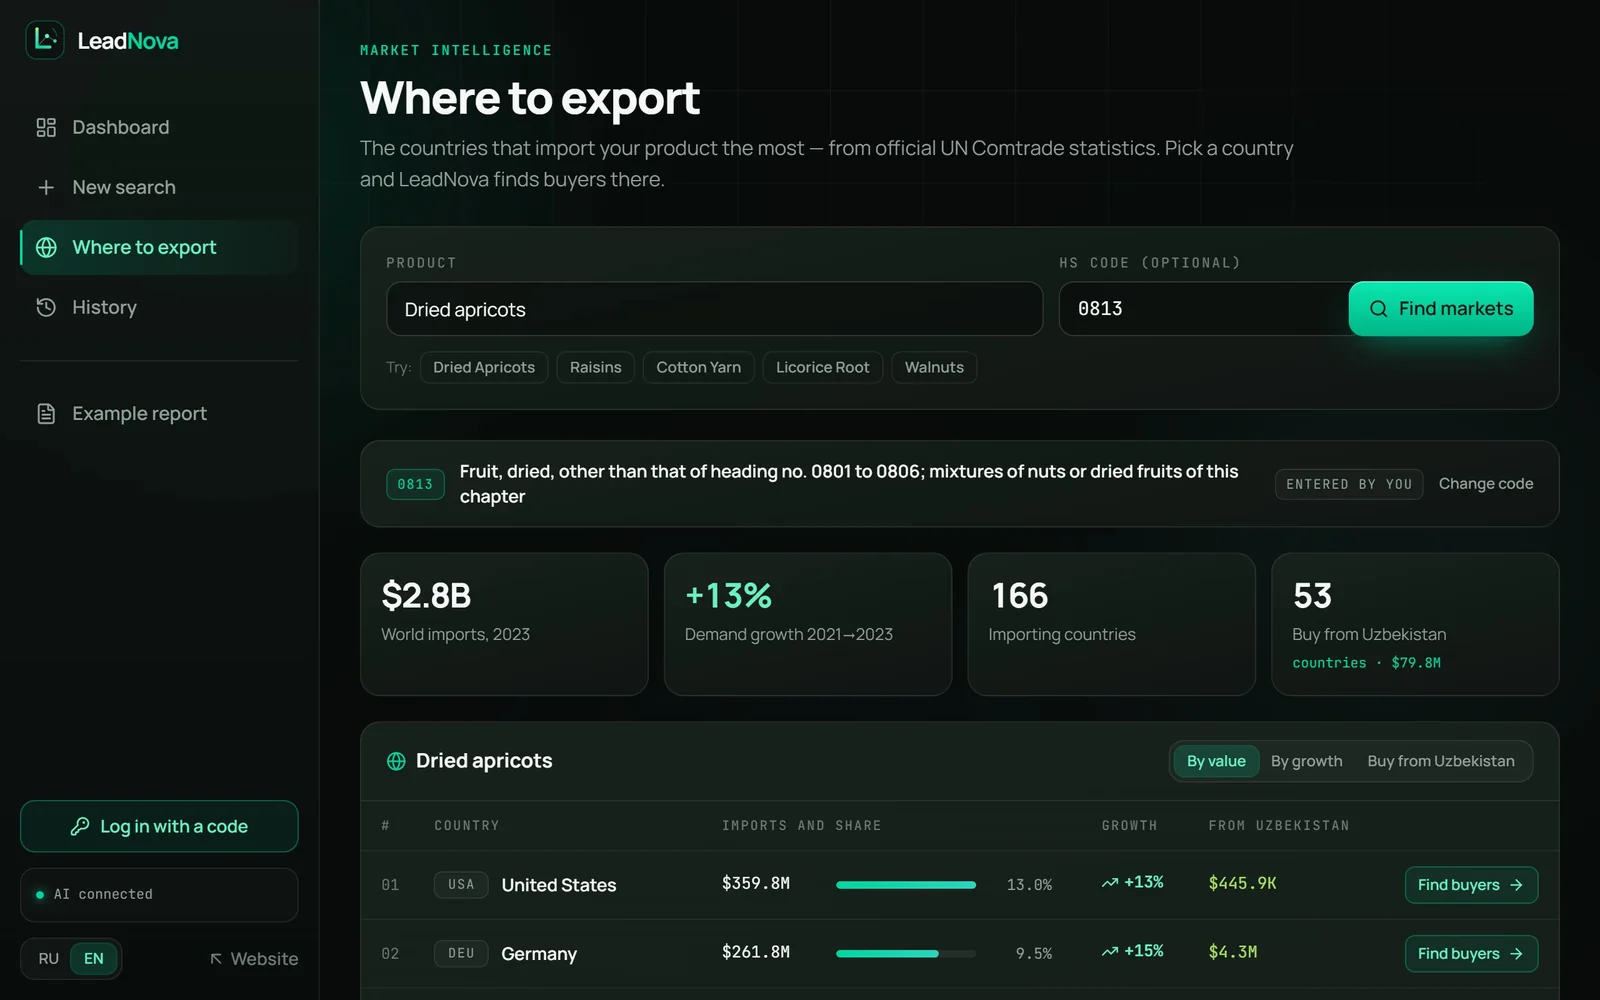 LeadNova
Dashboard
New search
Where to export
History
Example report
Log in with a code
AI connected
RU EN
Website
MARKET INTELLIGENCE
Where to export
The countries that import your product the most — from official UN Comtrade statistics. Pick a country
and LeadNova finds buyers there.
PRODUCT
HS CODE (OPTIONAL)
Dried apricots
0813
Find markets
Try: Dried Apricots Raisins Cotton Yarn Licorice Root Walnuts
0813
Fruit, dried, other than that of heading no. 0801 to 0806; mixtures of nuts or dried fruits of this
chapter
ENTERED BY YOU
Change code
$2.8B
World imports, 2023
+13%
Demand growth 2021→2023
166
Importing countries
53
Buy from Uzbekistan
countries · $79.8M
Dried apricots
By value By growth Buy from Uzbekistan
# COUNTRY IMPORTS AND SHARE GROWTH FROM UZBEKISTAN
01 USA United States $359.8M 13.0% +13% $445.9K Find buyers →
02 DEU Germany $261.8M 9.5% +15% $4.3M Find buyers →